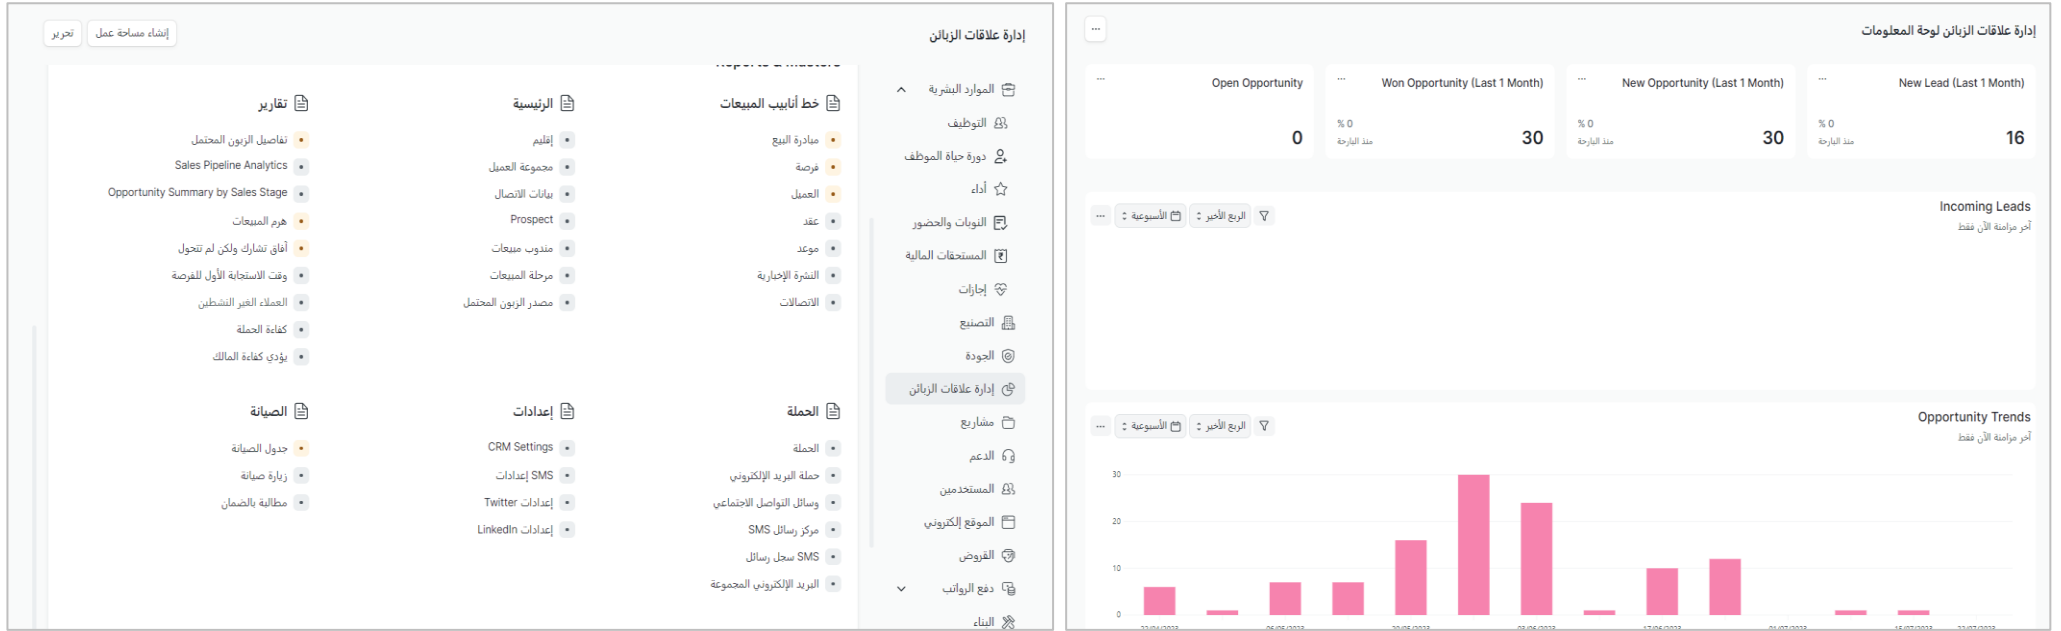 إدارة علاقات الزبائن
إنشاء مساحة عمل
تحرير
الموارد البشرية
التوظيف
دورة حياة الموظف
أداء
النوبات والحضور
المستحقات المالية
إجازات
التصنيع
الجودة
إدارة علاقات الزبائن
مشاريع
الدعم
المستخدمين
الموقع إلكتروني
القروض
دفع الرواتب
البناء
Reports & Masters
خط أنابيب المبيعات
مبادرة البيع
فرصة
العميل
عقد
موعد
النشرة الإخبارية
الاتصالات
الرئيسية
إقليم
مجموعة العميل
بيانات الاتصال
Prospect
مندوب مبيعات
مرحلة المبيعات
مصدر الزبون المحتمل
تقارير
تفاصيل الزبون المحتمل
Sales Pipeline Analytics
Opportunity Summary by Sales Stage
هرم المبيعات
آفاق تشارك ولكن لم تتحول
وقت الاستجابة الأول للفرصة
العملاء الغير النشطين
كفاءة الحملة
يؤدي كفاءة المالك
الحملة
الحملة
حملة البريد الإلكتروني
وسائل التواصل الاجتماعي
مركز رسائل SMS
SMS سجل رسائل
البريد الإلكتروني المجموعة
إعدادات
CRM Settings
SMS إعدادات
إعدادات Twitter
إعدادات LinkedIn
الصيانة
جدول الصيانة
زيارة صيانة
مطالبة بالضمان
إدارة علاقات الزبائن لوحة المعلومات
New Lead (Last 1 Month)
16
% 0
منذ البارحة
New Opportunity (Last 1 Month)
30
% 0
منذ البارحة
Won Opportunity (Last 1 Month)
30
% 0
منذ البارحة
Open Opportunity
0
Incoming Leads
آخر مزامنة الآن فقط
الربع الأخير
الأسبوعية
Opportunity Trends
آخر مزامنة الآن فقط
الربع الأخير
الأسبوعية
30
20
10
0